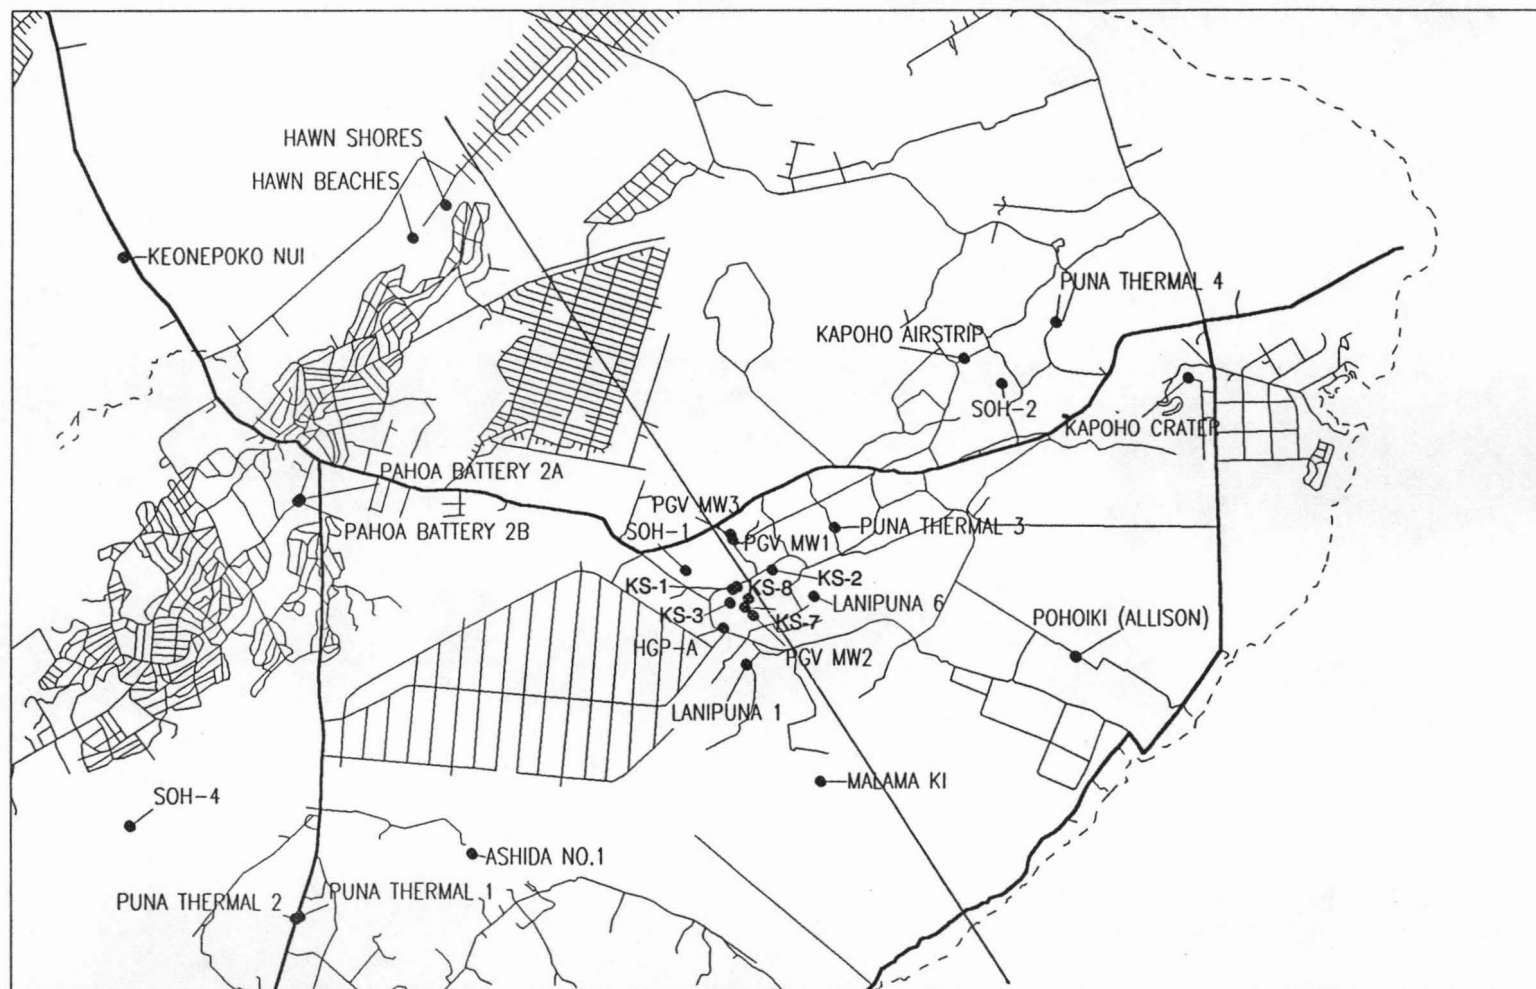 HAWN SHORES
HAWN BEACHES
KEONEPOKO NUI
PUNA THERMAL 4
KAPOHO AIRSTRIP
SOH-2
KAPOHO CRATER
PAHOA BATTERY 2A
PAHOA BATTERY 2B
PGV MW3
SOH-1
PGV MW1
PUNA THERMAL 3
KS-1
KS-8
KS-2
KS-3
KS-7
LANIPUNA 6
HGP-A
PGV MW2
POHOIKI (ALLISON)
LANIPUNA 1
MALAMA KI
SOH-4
ASHIDA NO.1
PUNA THERMAL 2
PUNA THERMAL 1